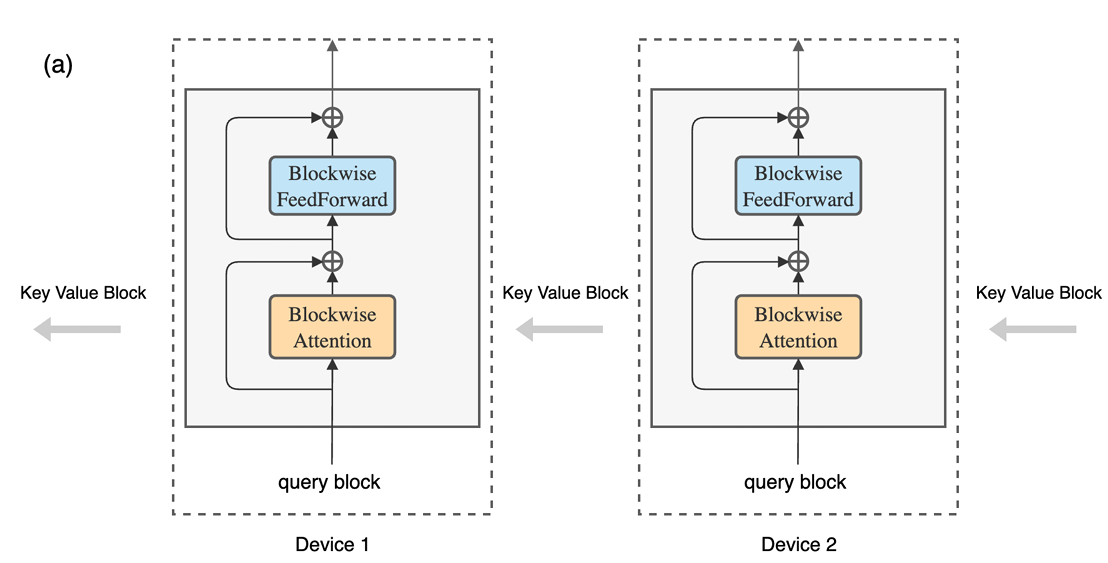 (a)
Blockwise
FeedForward
Blockwise
FeedForward
Key Value Block
Key Value Block
Key Value Block
Blockwise
Attention
Blockwise
Attention
query block
query block
Device 1
Device 2